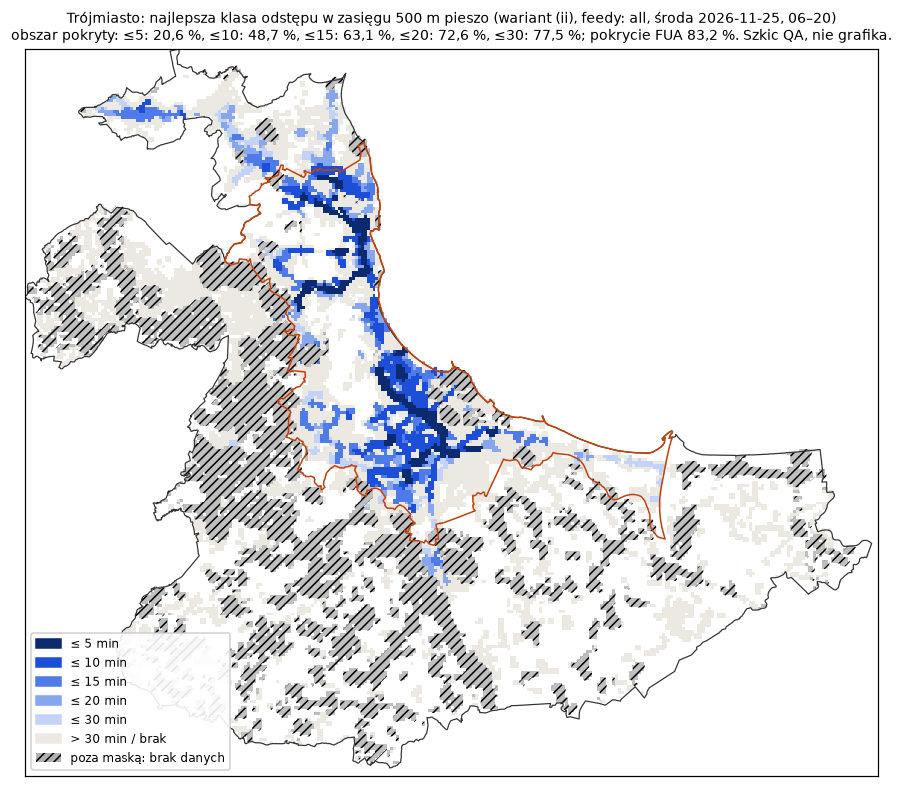 Trójmiasto: najlepsza klasa odstępu w zasięgu 500 m pieszo (wariant (ii), feedy: all, środa 2026-11-25, 06–20)
obszar pokryty: ≤5: 20,6 %, ≤10: 48,7 %, ≤15: 63,1 %, ≤20: 72,6 %, ≤30: 77,5 %; pokrycie FUA 83,2 %. Szkic QA, nie grafika.
≤ 5 min
≤ 10 min
≤ 15 min
≤ 20 min
≤ 30 min
> 30 min / brak
poza maską: brak danych